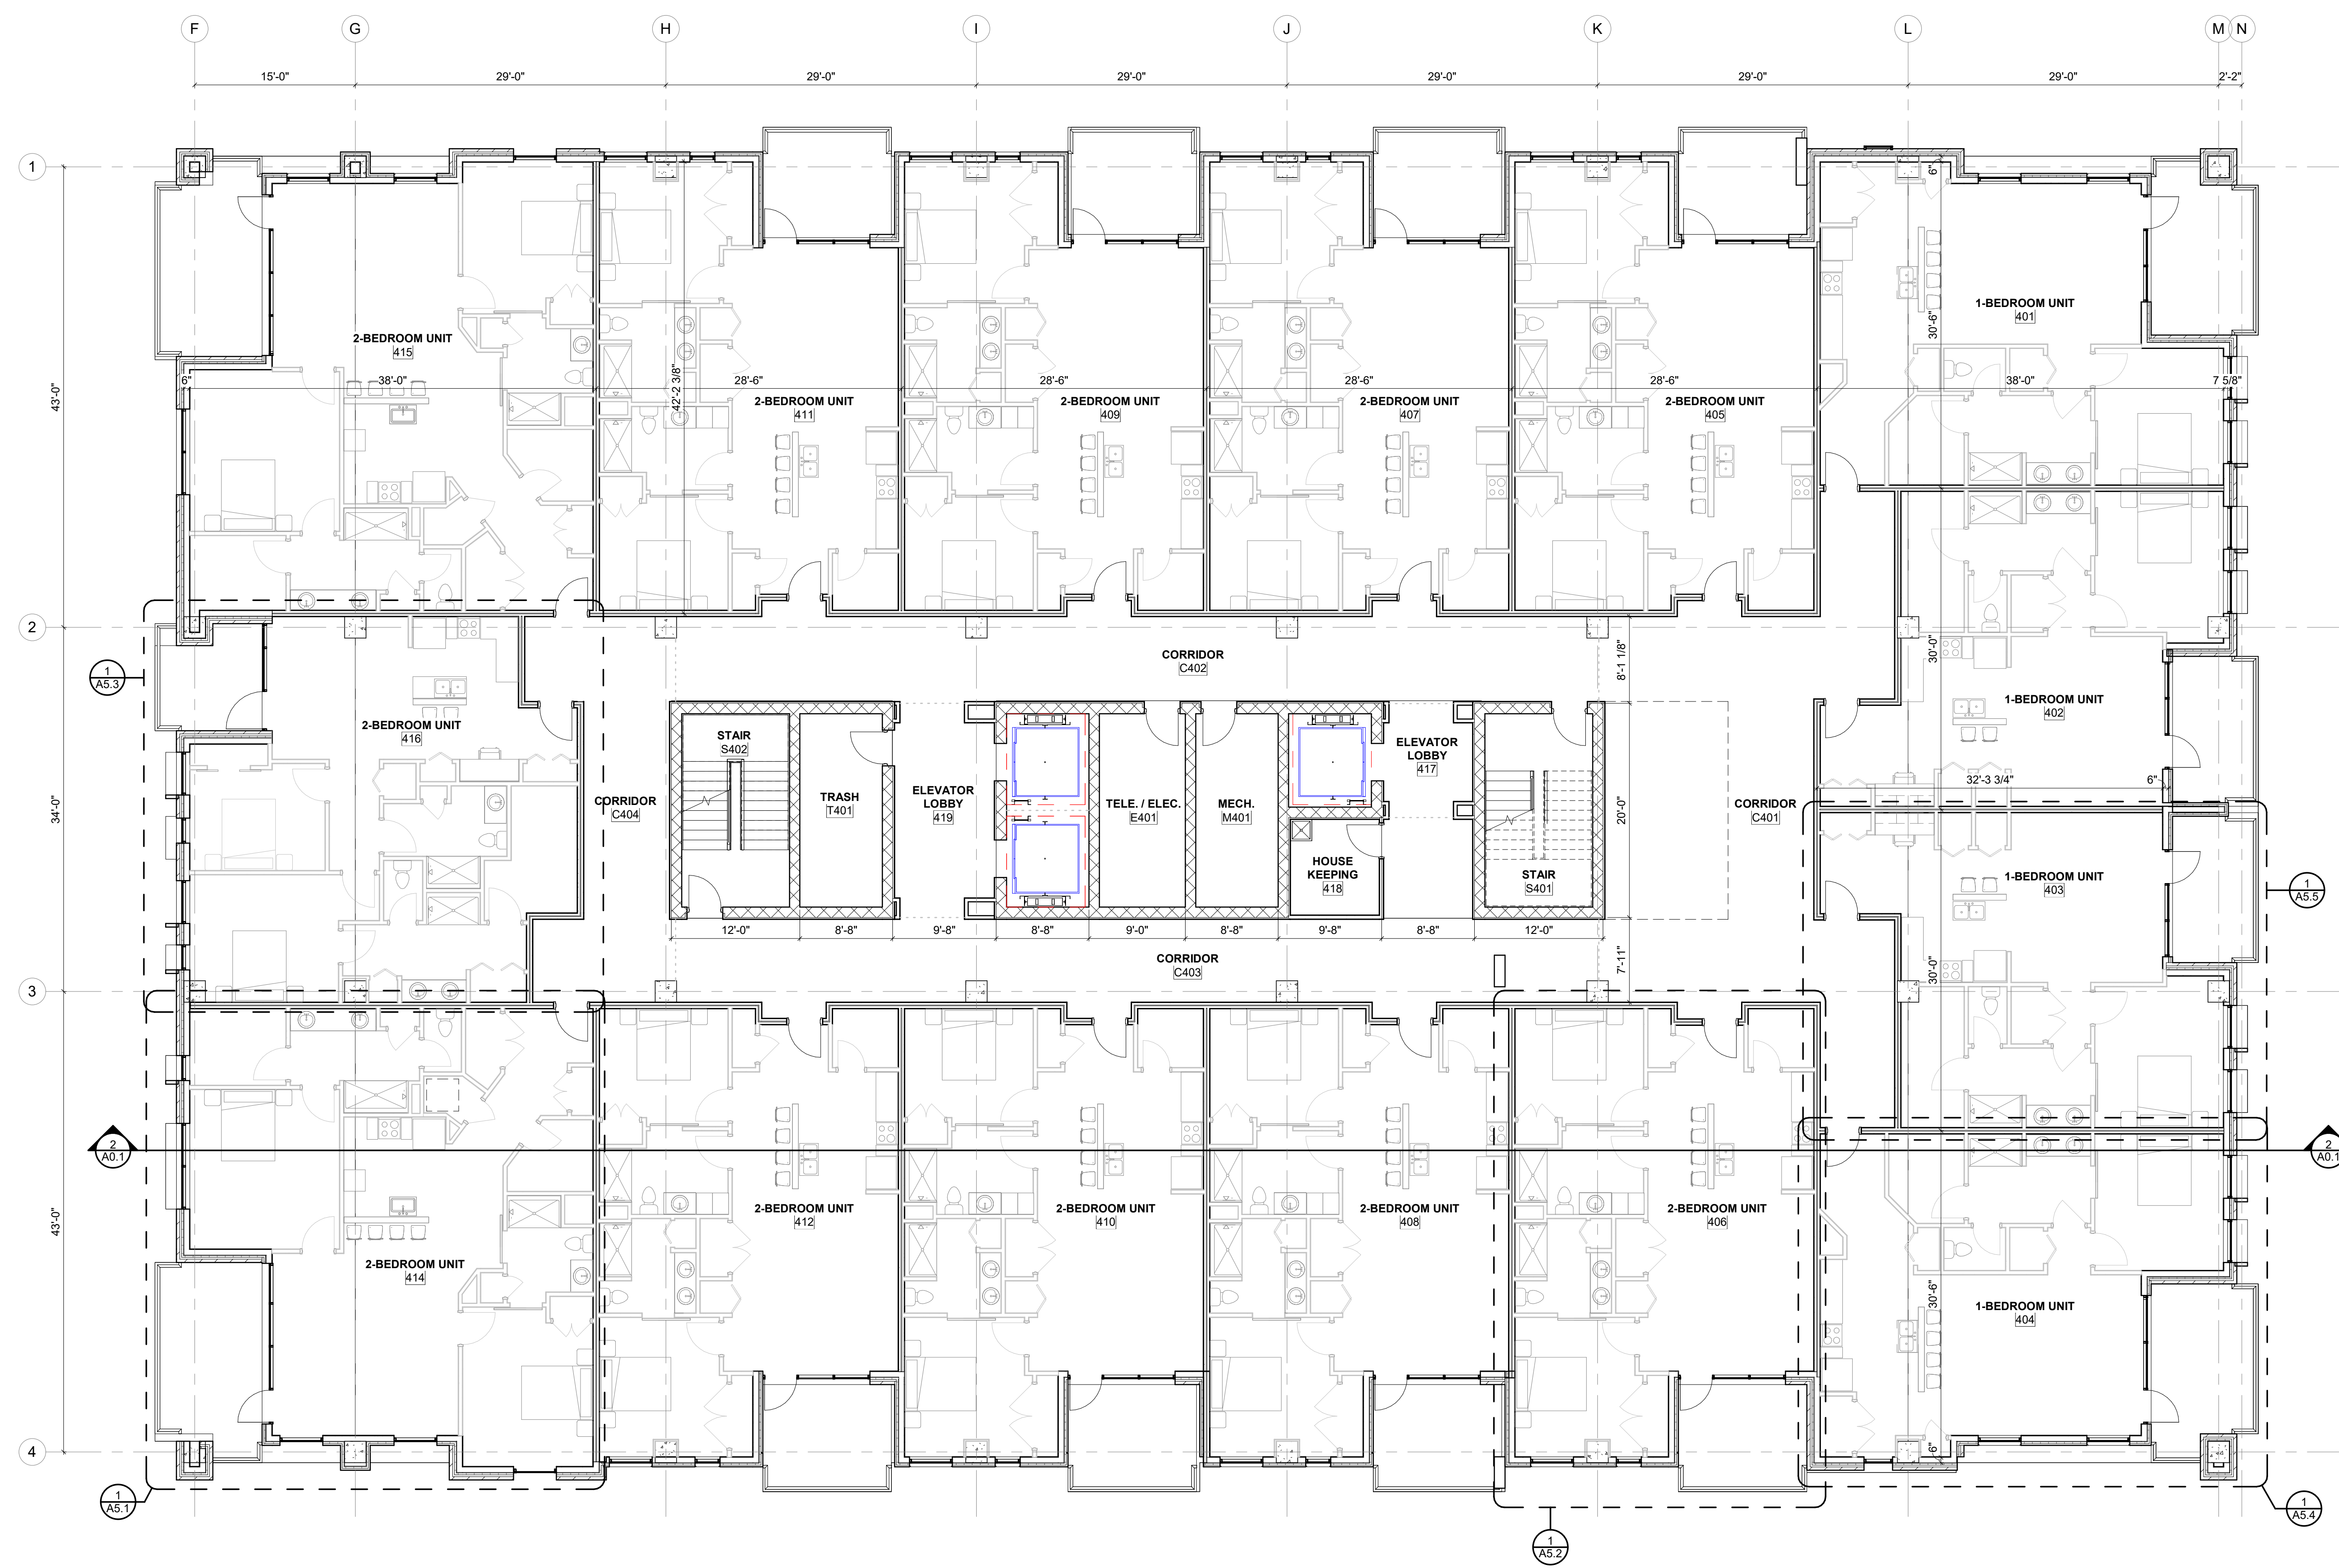 F G H I J K L M N
15'-0" 29'-0" 29'-0" 29'-0" 29'-0" 29'-0" 29'-0" 2'-2"
1
2
3
4
43'-0"
34'-0"
43'-0"
2-BEDROOM UNIT
415
2-BEDROOM UNIT
411
2-BEDROOM UNIT
409
2-BEDROOM UNIT
407
2-BEDROOM UNIT
405
1-BEDROOM UNIT
401
6" 38'-0" 28'-6" 28'-6" 28'-6" 28'-6" 38'-0" 7 5/8"
42'-2 3/8"
6"
30'-6"
30'-0"
30'-0"
30'-6"
6"
1
A5.3
2-BEDROOM UNIT
416
CORRIDOR
C402
8'-1 1/8"
1-BEDROOM UNIT
402
32'-3 3/4" 6"
CORRIDOR
C404
STAIR
S402
TRASH
T401
ELEVATOR
LOBBY
419
TELE. / ELEC.
E401
MECH.
M401
ELEVATOR
LOBBY
417
HOUSE
KEEPING
418
STAIR
S401
20'-0"
CORRIDOR
C401
12'-0" 8'-8" 9'-8" 8'-8" 9'-0" 8'-8" 9'-8" 8'-8" 12'-0"
CORRIDOR
C403
7'-11"
1-BEDROOM UNIT
403
1
A5.5
2
A0.1
2
A0.1
2-BEDROOM UNIT
414
2-BEDROOM UNIT
412
2-BEDROOM UNIT
410
2-BEDROOM UNIT
408
2-BEDROOM UNIT
406
1-BEDROOM UNIT
404
1
A5.1
1
A5.2
1
A5.4